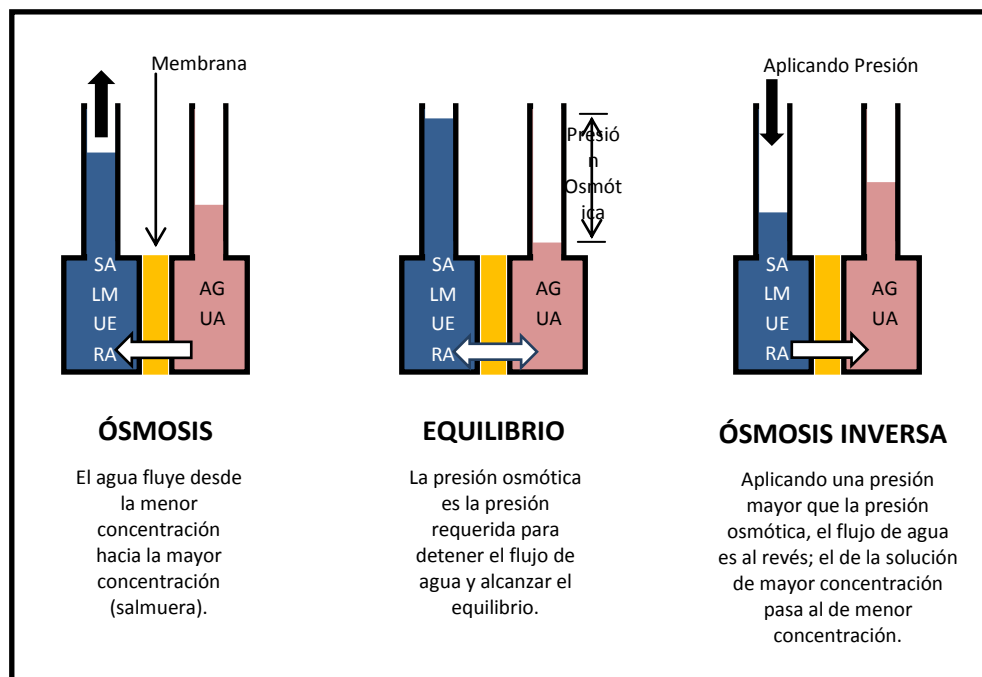 Membrana
SA
LM
UE
RA
AG
UA
ÓSMOSIS
El agua fluye desde
la menor
concentración
hacia la mayor
concentración
(salmuera).
Presió
n
Osmót
ica
SA
LM
UE
RA
AG
UA
EQUILIBRIO
La presión osmótica
es la presión
requerida para
detener el flujo de
agua y alcanzar el
equilibrio.
Aplicando Presión
SA
LM
UE
RA
AG
UA
ÓSMOSIS INVERSA
Aplicando una presión
mayor que la presión
osmótica, el flujo de agua
es al revés; el de la solución
de mayor concentración
pasa al de menor
concentración.